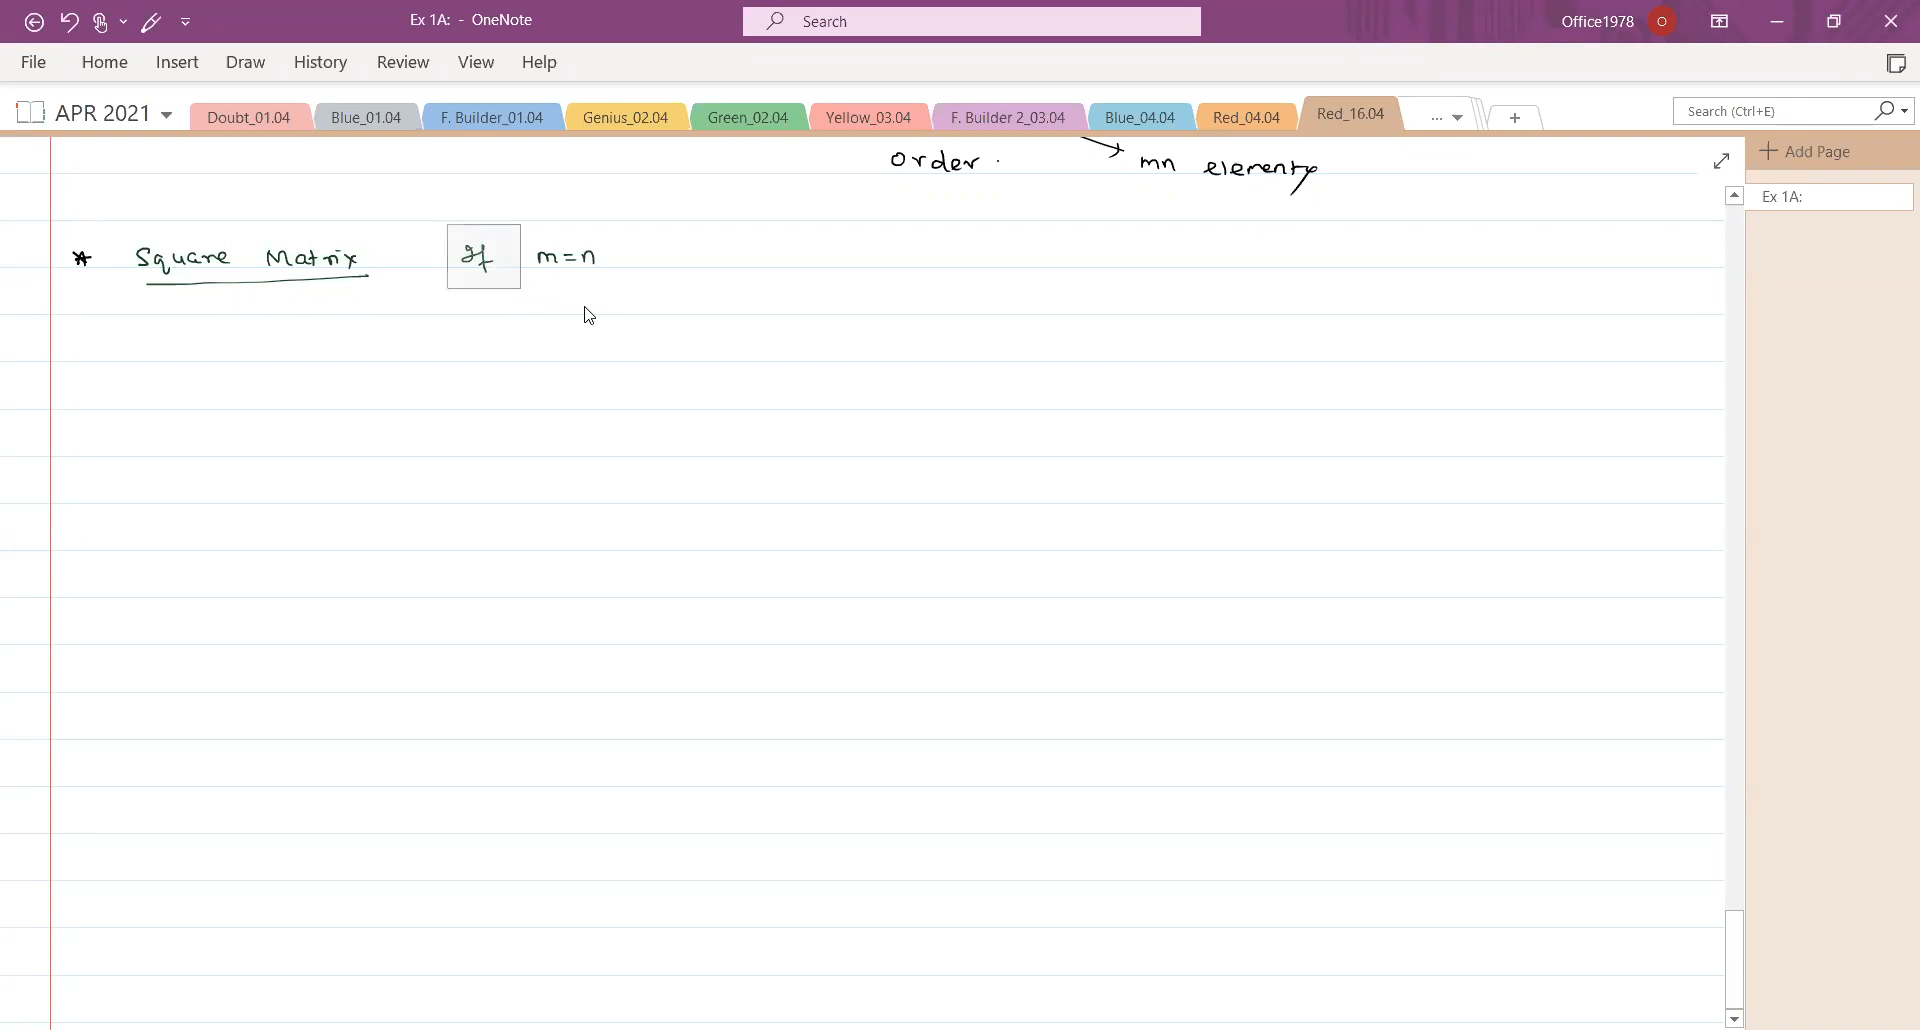 Ex 1A: - OneNote
Search
Office1978
O
File Home Insert Draw History Review View Help
APR 2021
Doubt_01.04 Blue_01.04 F. Builder_01.04 Genius_02.04 Green_02.04 Yellow_03.04 F. Builder 2_03.04 Blue_04.04 Red_04.04 Red_16.04 ... +
Search (Ctrl+E)
Add Page
Ex 1A:
order . mn elements
* Square Matrix If m=n